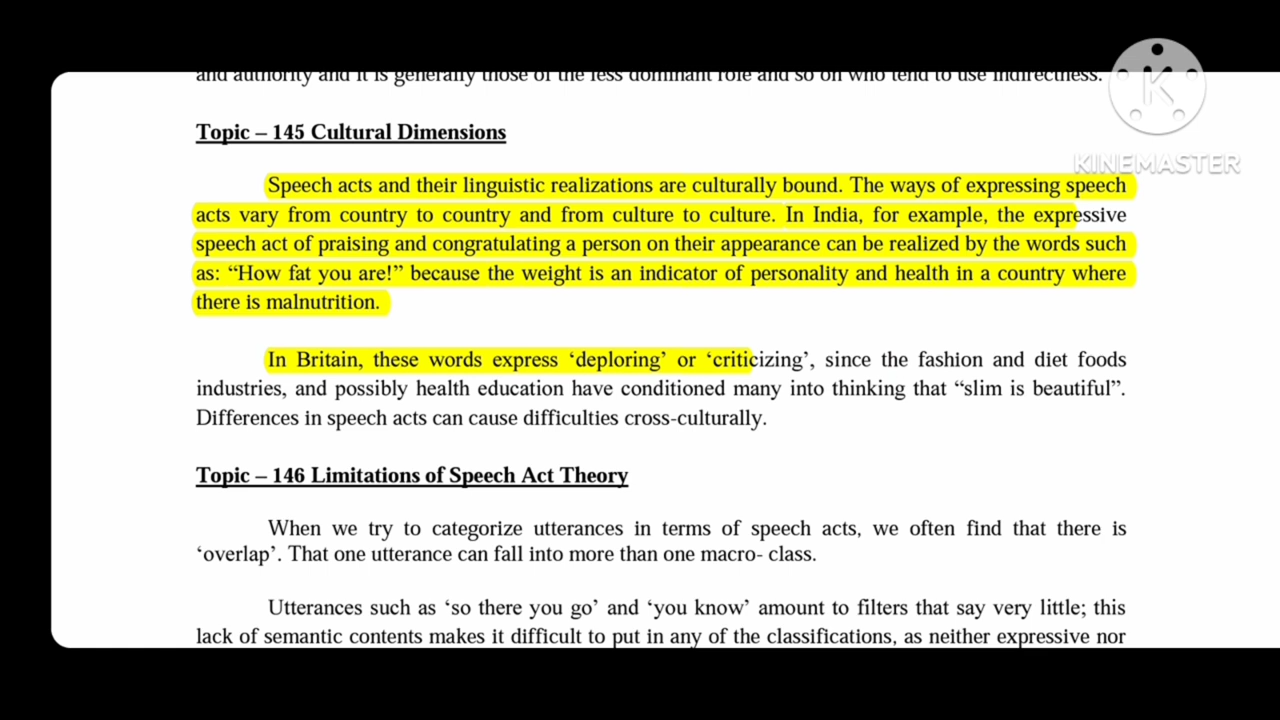 and authority and it is generally those of the less dominant role and so on who tend to use indirectness.
KINEMASTER
Topic – 145 Cultural Dimensions
Speech acts and their linguistic realizations are culturally bound. The ways of expressing speech
acts vary from country to country and from culture to culture. In India, for example, the expressive
speech act of praising and congratulating a person on their appearance can be realized by the words such
as: “How fat you are!” because the weight is an indicator of personality and health in a country where
there is malnutrition.
In Britain, these words express ‘deploring’ or ‘criticizing’, since the fashion and diet foods
industries, and possibly health education have conditioned many into thinking that “slim is beautiful”.
Differences in speech acts can cause difficulties cross-culturally.
Topic – 146 Limitations of Speech Act Theory
When we try to categorize utterances in terms of speech acts, we often find that there is
‘overlap’. That one utterance can fall into more than one macro- class.
Utterances such as ‘so there you go’ and ‘you know’ amount to filters that say very little; this
lack of semantic contents makes it difficult to put in any of the classifications, as neither expressive nor